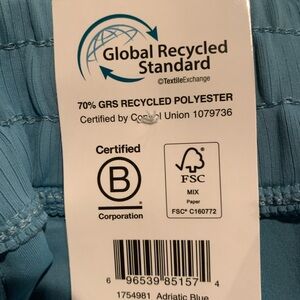 Global Recycled
Standard
©TextileExchange
70% GRS RECYCLED POLYESTER
Certified by Control Union 1079736
Certified
B
Corporation
FSC
MIX
Paper
FSC® C160772
6 96539 85157 4
1754981 Adriatic Blue